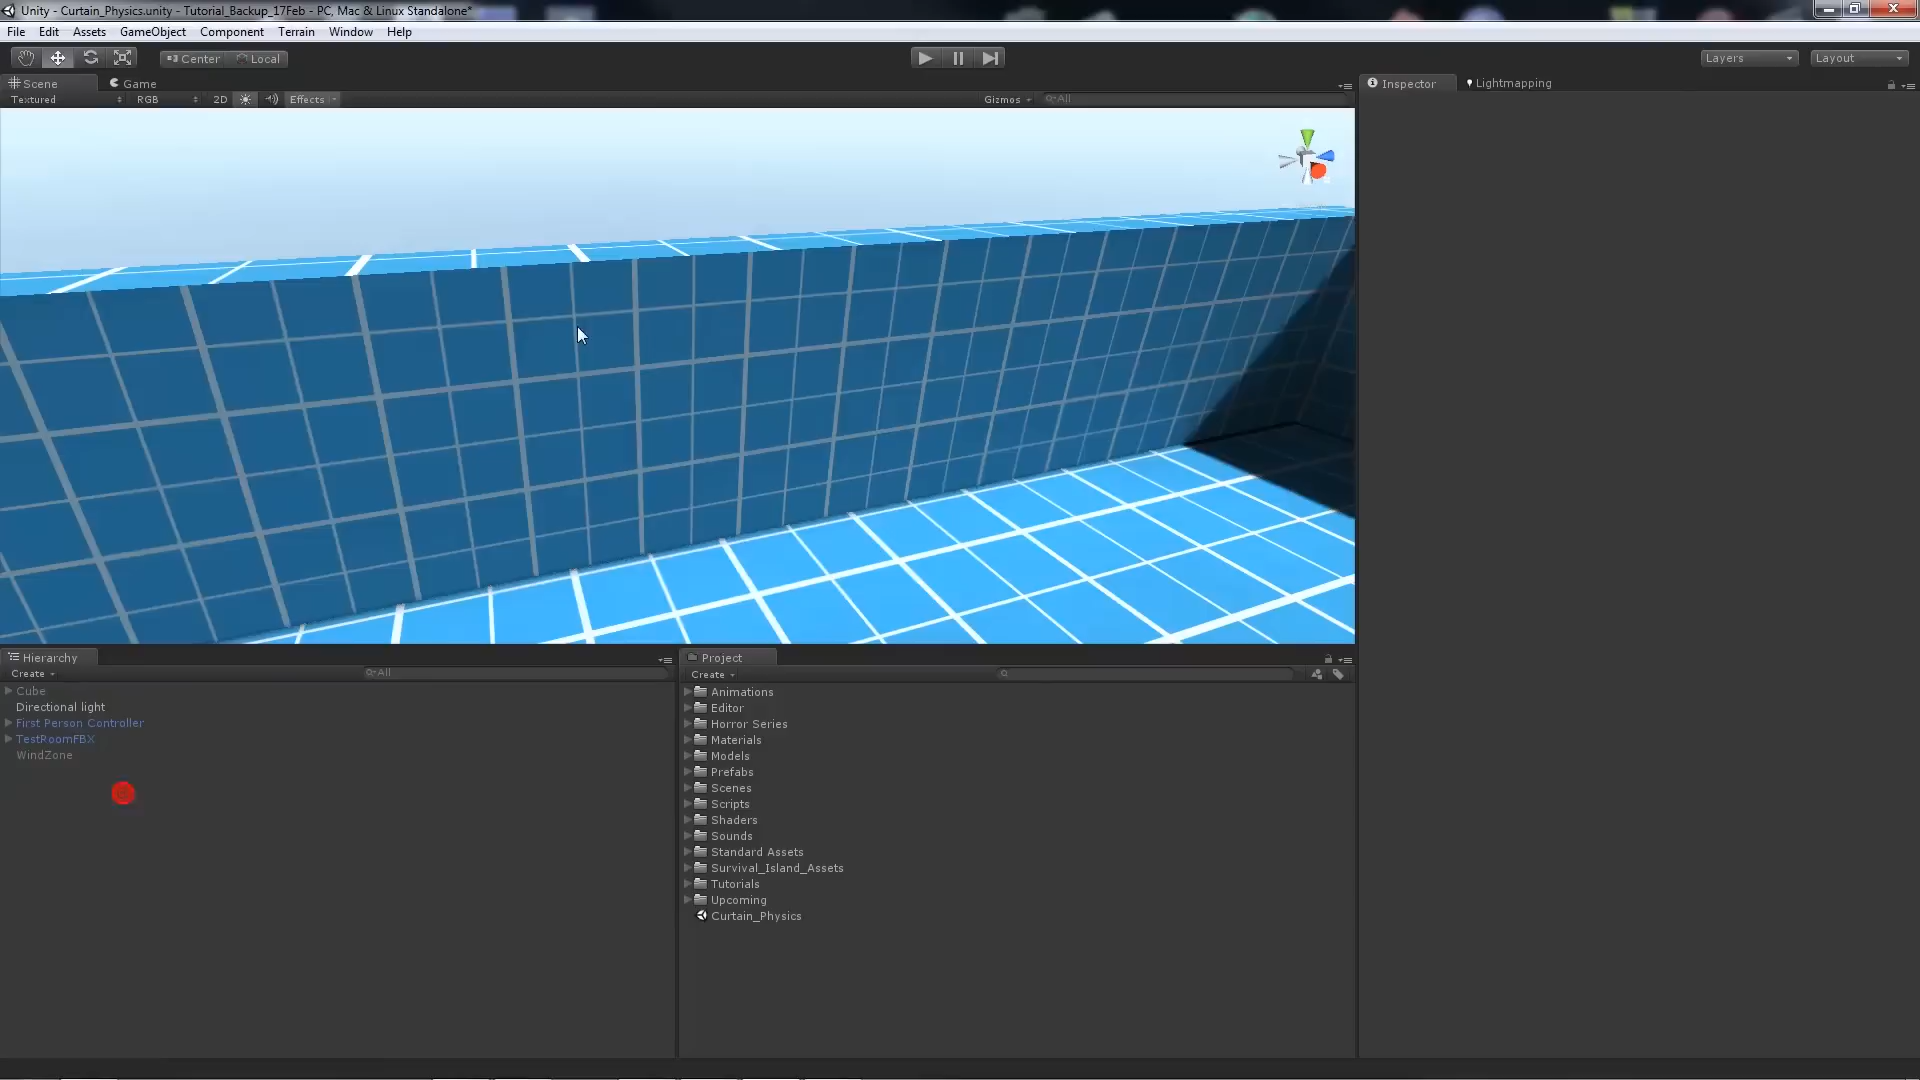 Unity - Curtain_Physics.unity - Tutorial_Backup_17Feb - PC, Mac & Linux Standalone*
File Edit Assets GameObject Component Terrain Window Help
Center Local Layers Layout
Scene Game Inspector Lightmapping
Textured RGB 2D Effects Gizmos All
Hierarchy Project
Create All Create
Cube
Directional light
First Person Controller
TestRoomFBX
WindZone
Animations
Editor
Horror Series
Materials
Models
Prefabs
Scenes
Scripts
Shaders
Sounds
Standard Assets
Survival_Island_Assets
Tutorials
Upcoming
Curtain_Physics